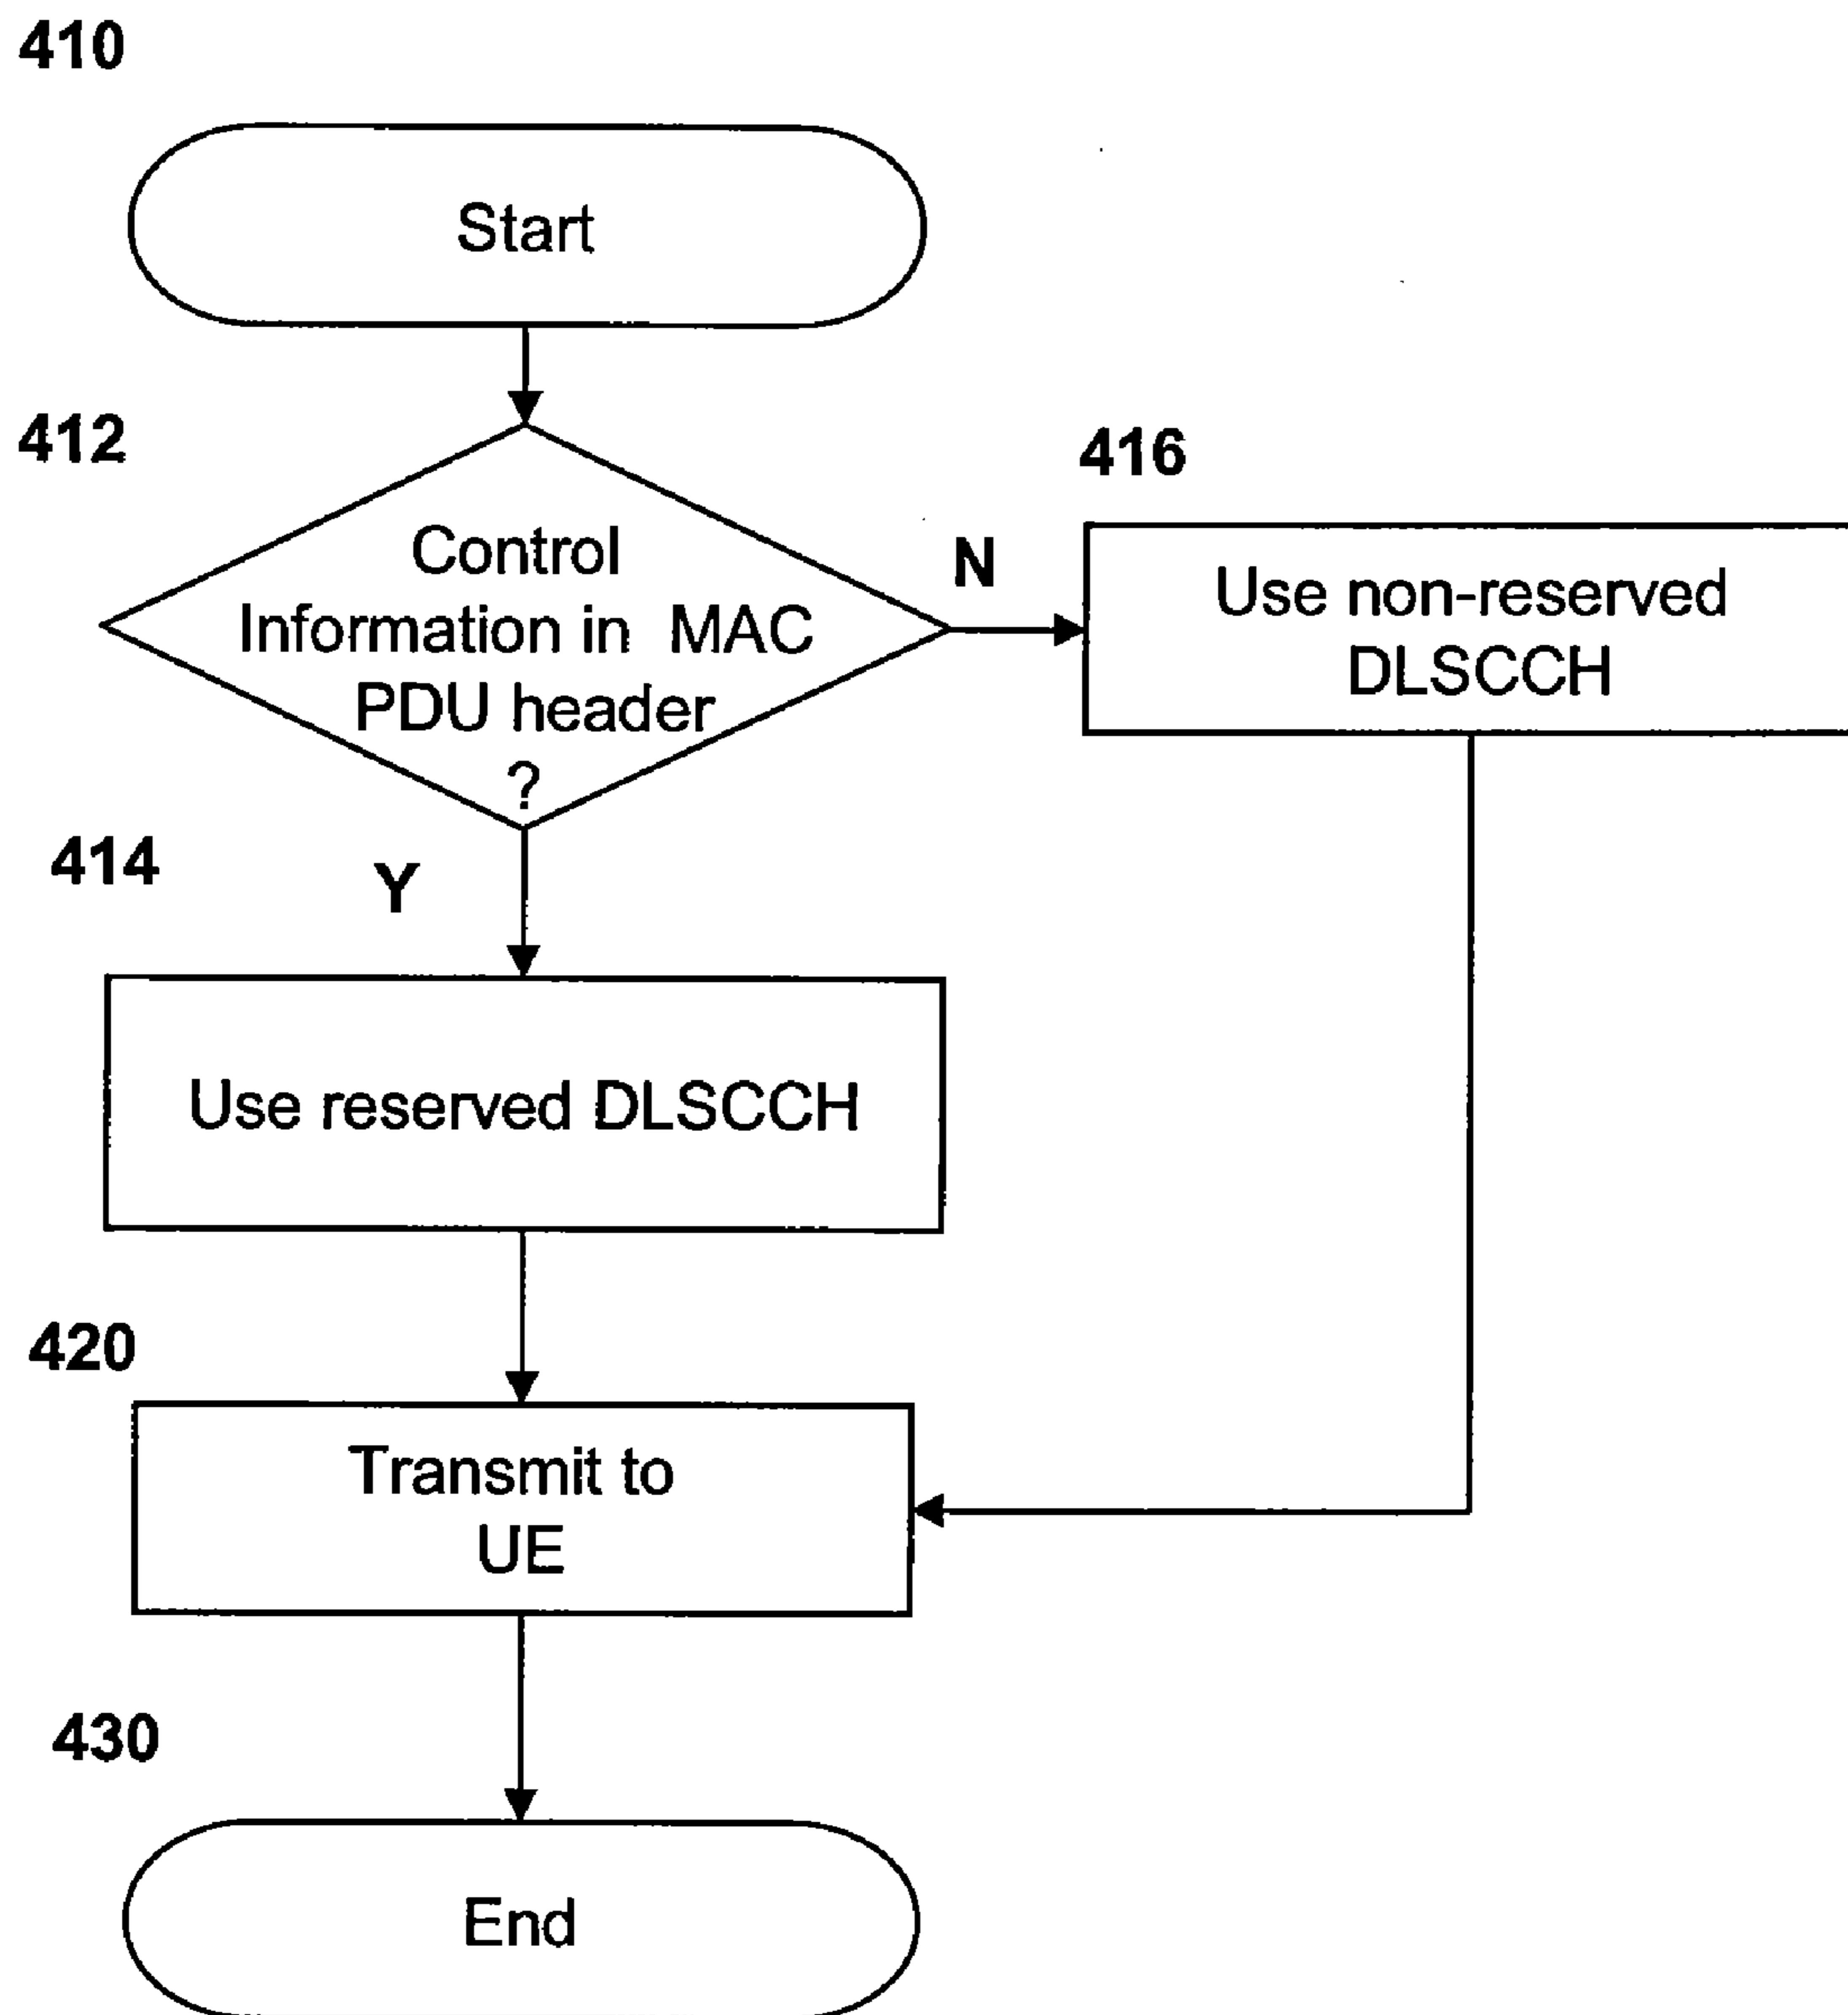 410
Start
412
Control
Information in MAC
PDU header
?
N
416
Use non-reserved
DLSCCH
414
Y
Use reserved DLSCCH
420
Transmit to
UE
430
End